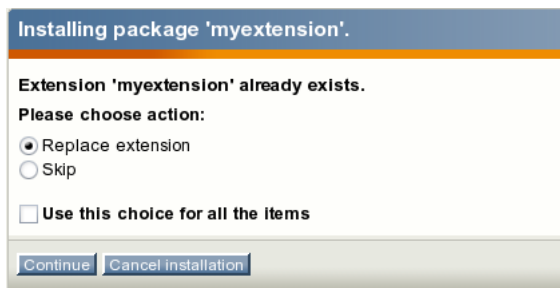 Installing package 'myextension'.
Extension 'myextension' already exists.
Please choose action:
Replace extension
Skip
Use this choice for all the items
Continue Cancel installation